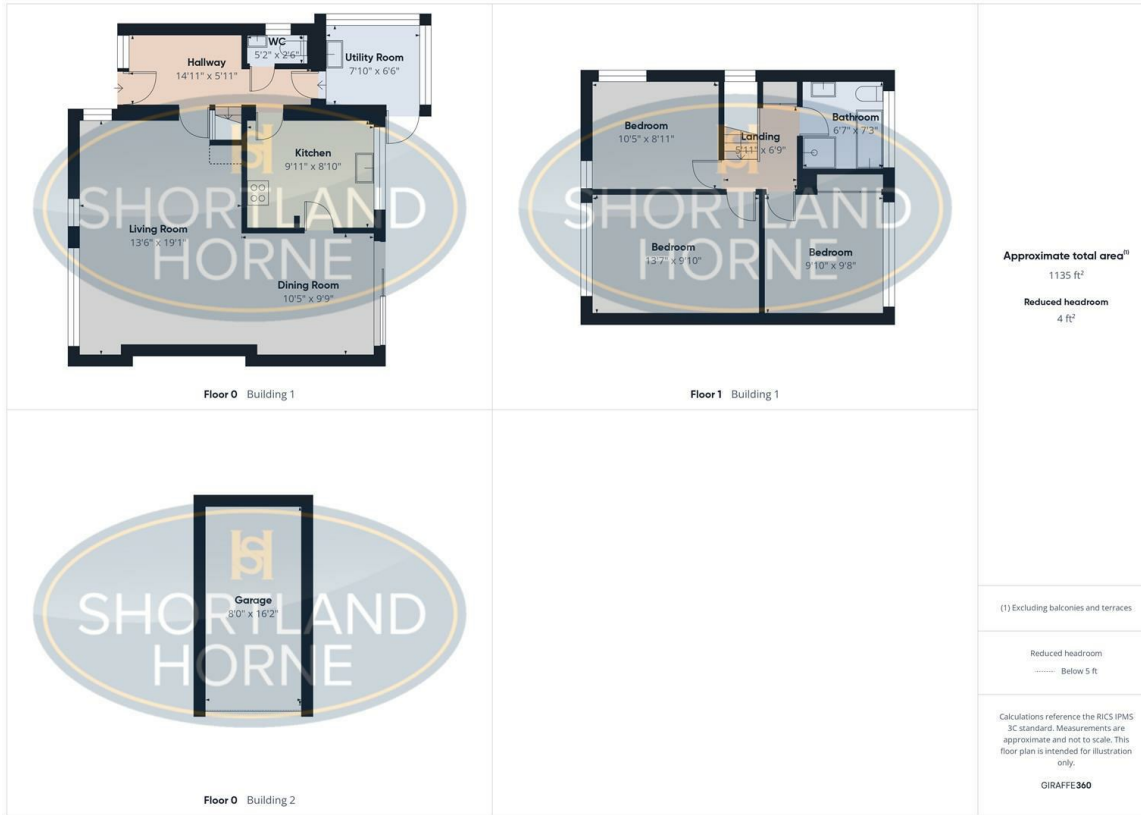 Hallway
14'11" x 5'11"
WC
5'2" x 2'6"
Utility Room
7'10" x 6'6"
Kitchen
9'11" x 8'10"
Living Room
13'6" x 19'1"
Dining Room
10'5" x 9'9"
SHORTLAND
HORNE
Floor 0 Building 1
Bedroom
10'5" x 8'11"
Landing
5'11" x 6'9"
Bathroom
6'7" x 7'3"
Bedroom
13'7" x 9'10"
Bedroom
9'10" x 9'8"
SHORTLAND
HORNE
Floor 1 Building 1
Garage
8'0" x 16'2"
SHORTLAND
HORNE
Floor 0 Building 2
Approximate total area(1)
1135 ft²
Reduced headroom
4 ft²
(1) Excluding balconies and terraces
Reduced headroom
Below 5 ft
Calculations reference the RICS IPMS
3C standard. Measurements are
approximate and not to scale. This
floor plan is intended for illustration
only.
GIRAFFE360